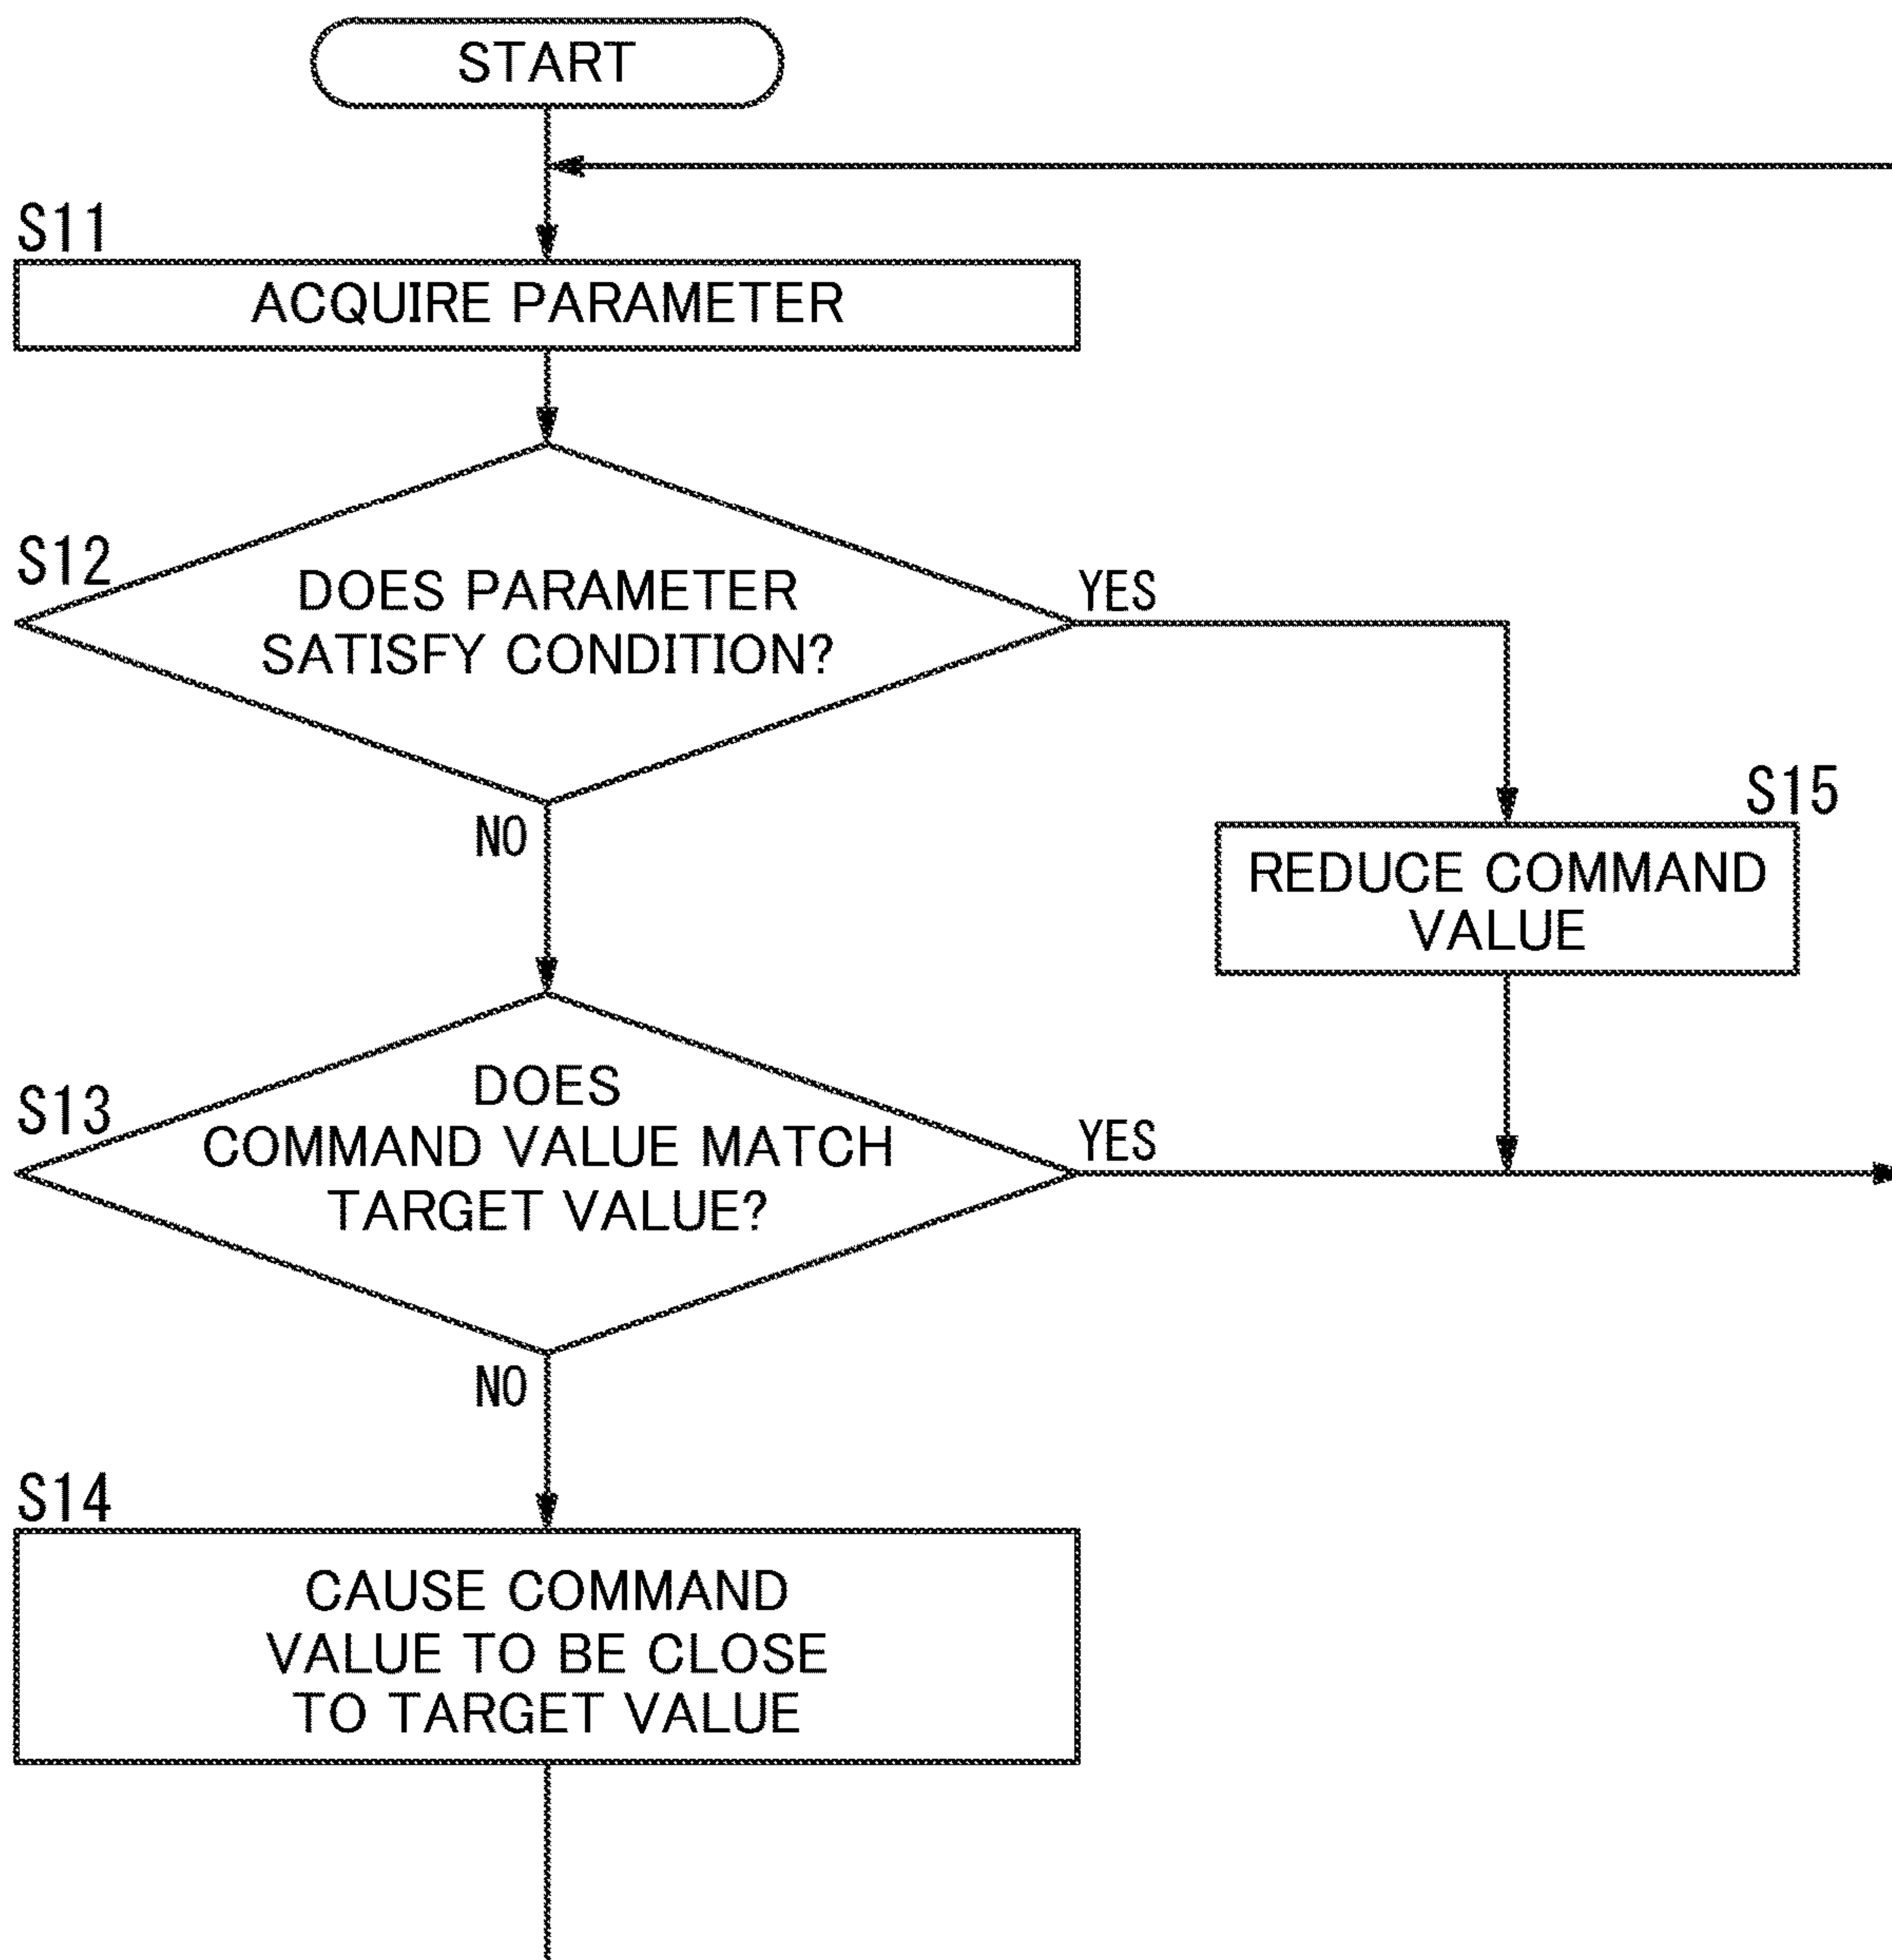 START
S11
ACQUIRE PARAMETER
S12
DOES PARAMETER
SATISFY CONDITION?
YES
NO
S15
REDUCE COMMAND
VALUE
S13
DOES
COMMAND VALUE MATCH
TARGET VALUE?
YES
NO
S14
CAUSE COMMAND
VALUE TO BE CLOSE
TO TARGET VALUE